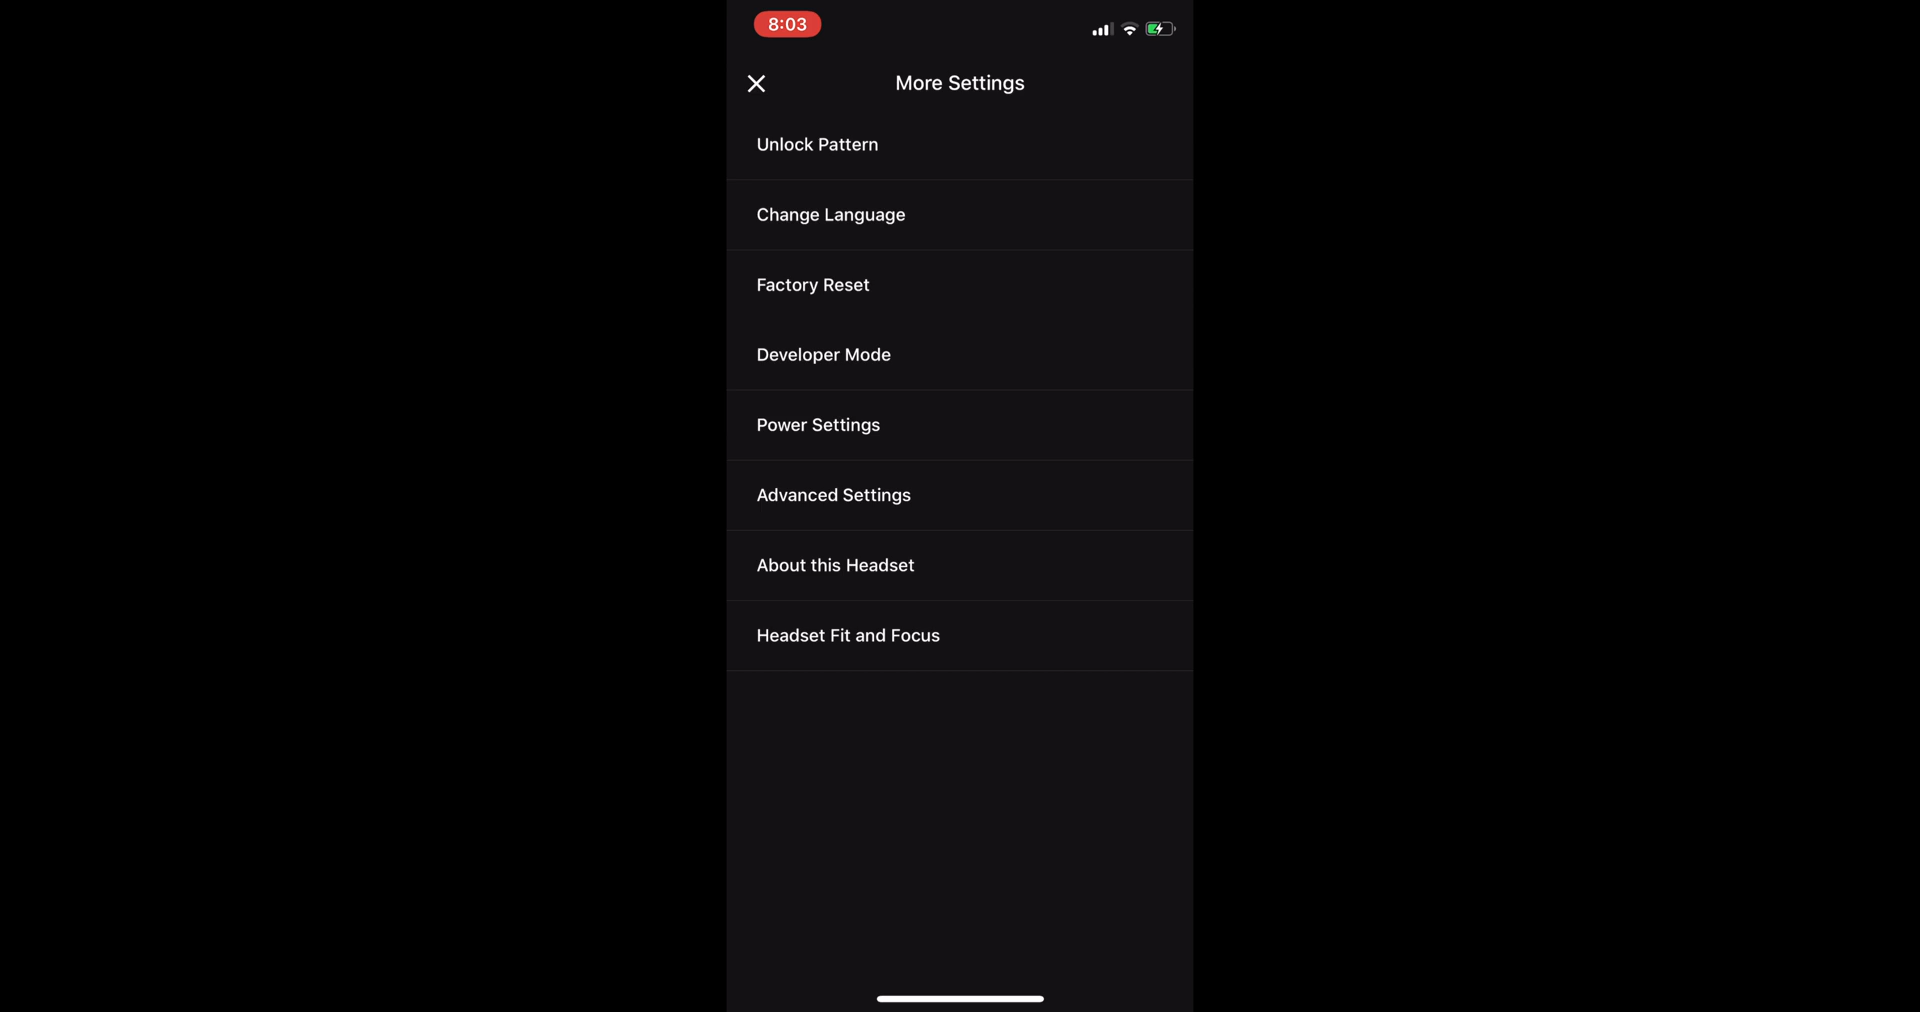 8:03
More Settings
Unlock Pattern
Change Language
Factory Reset
Developer Mode
Power Settings
Advanced Settings
About this Headset
Headset Fit and Focus